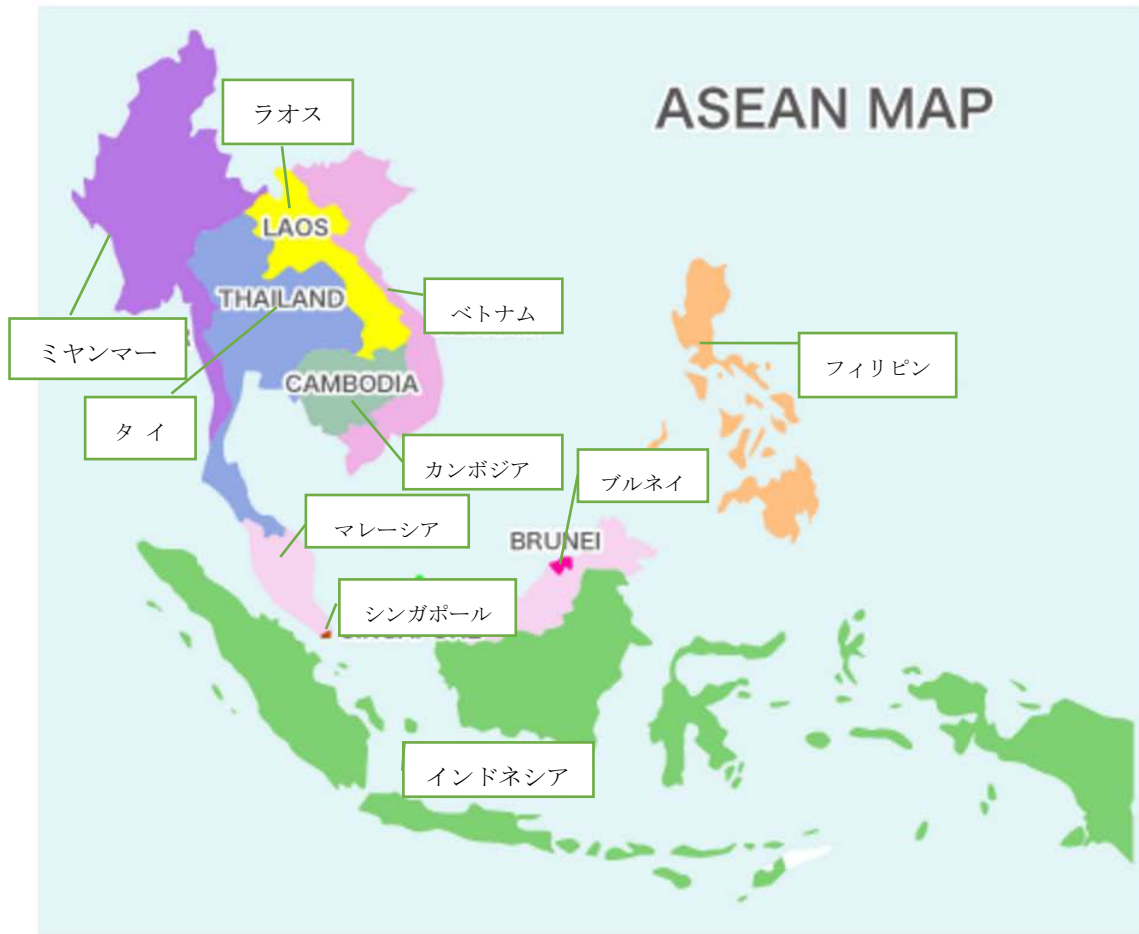 ASEAN MAP
ラオス
LAOS
THAILAND
ベトナム
ミヤンマー
フィリピン
CAMBODIA
タ イ
カンボジア
ブルネイ
マレーシア
BRUNEI
シンガポール
インドネシア